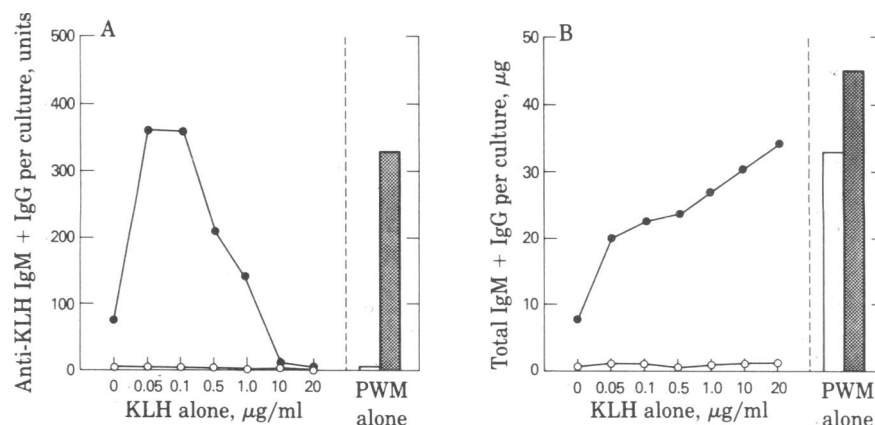 A
Anti-KLH IgM + IgG per culture, units
500
400
300
200
100
0
0 0.05 0.1 0.5 1.0 10 20
KLH alone, μg/ml
PWM
alone
B
Total IgM + IgG per culture, μg
50
40
30
20
10
0
0 0.05 0.1 0.5 1.0 10 20
KLH alone, μg/ml
PWM
alone